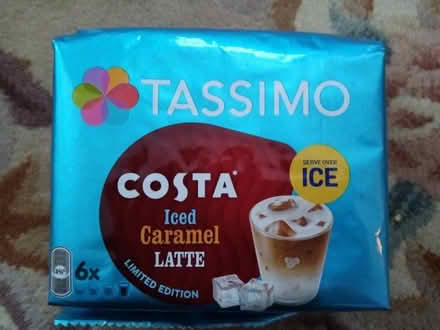 TASSIMO
SERVE OVER
ICE
COSTA
Iced
Caramel
LATTE
LIMITED EDITION
6x